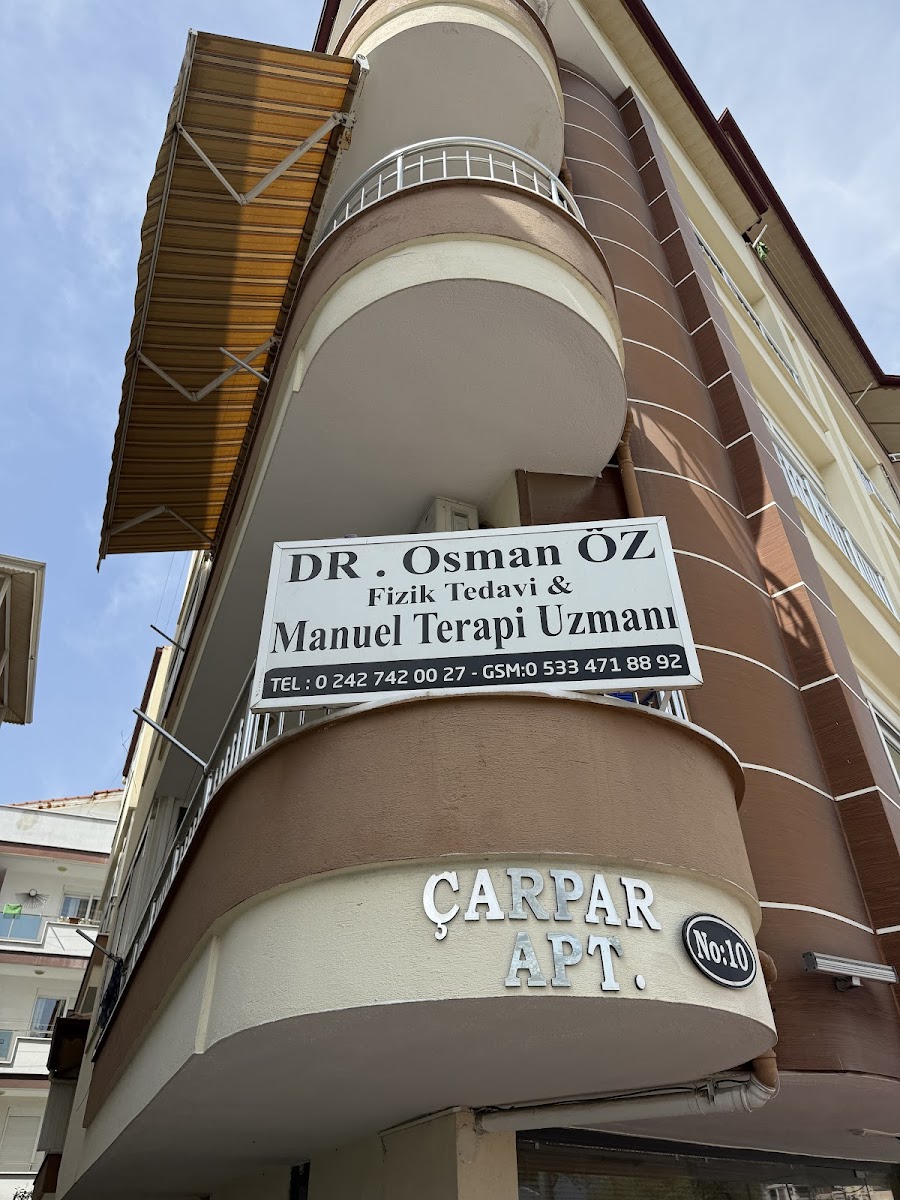 DR . Osman ÖZ
Fizik Tedavi &
Manuel Terapi Uzmanı
TEL : 0 242 742 00 27 - GSM:0 533 471 88 92
ÇARPAR
APT.
No:10